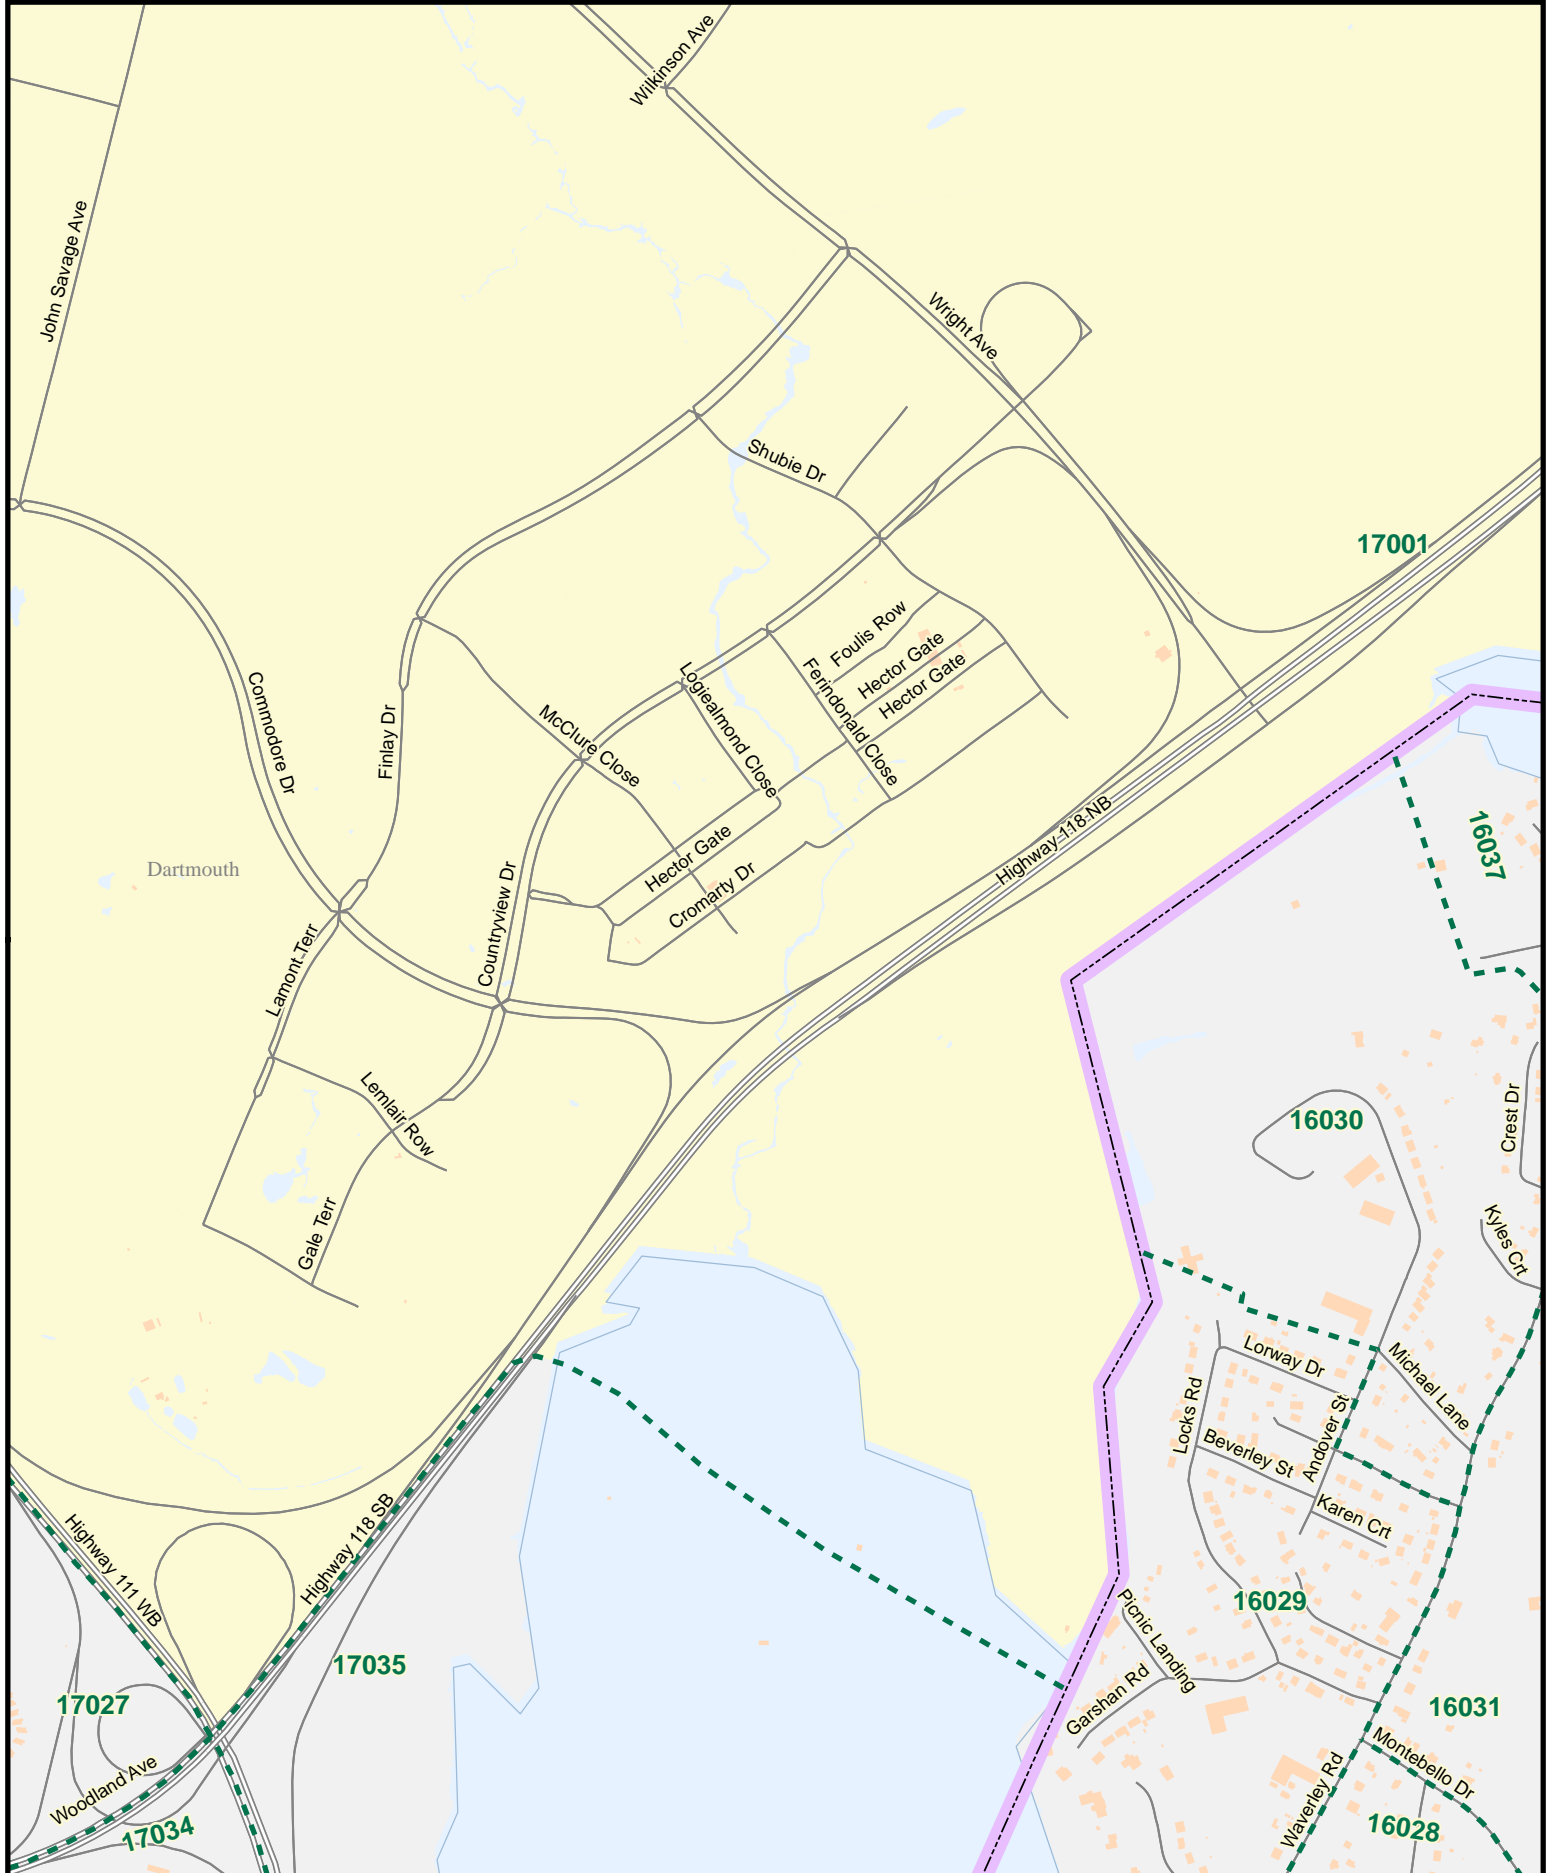 Wilkinson Ave
John Savage Ave
Wright Ave
Shubie Dr
17001
Foulis Row
Hector Gate
Hector Gate
Ferindonald Close
Logiealmond Close
McClure Close
Commodore Dr
Finlay Dr
Highway 118 NB
16037
Dartmouth
Hector Gate
Cromarty Dr
Countryview Dr
Lamont Terr
Lemlair Row
16030
Crest Dr
Gale Terr
Kyles Crt
Lorway Dr
Michael Lane
Locks Rd
Andover St
Beverley St
Karen Crt
Highway 111 WB
Highway 118 SB
16029
Picnic Landing
17035
Garshan Rd
17027
16031
Woodland Ave
Montebello Dr
Waverley Rd
17034
16028